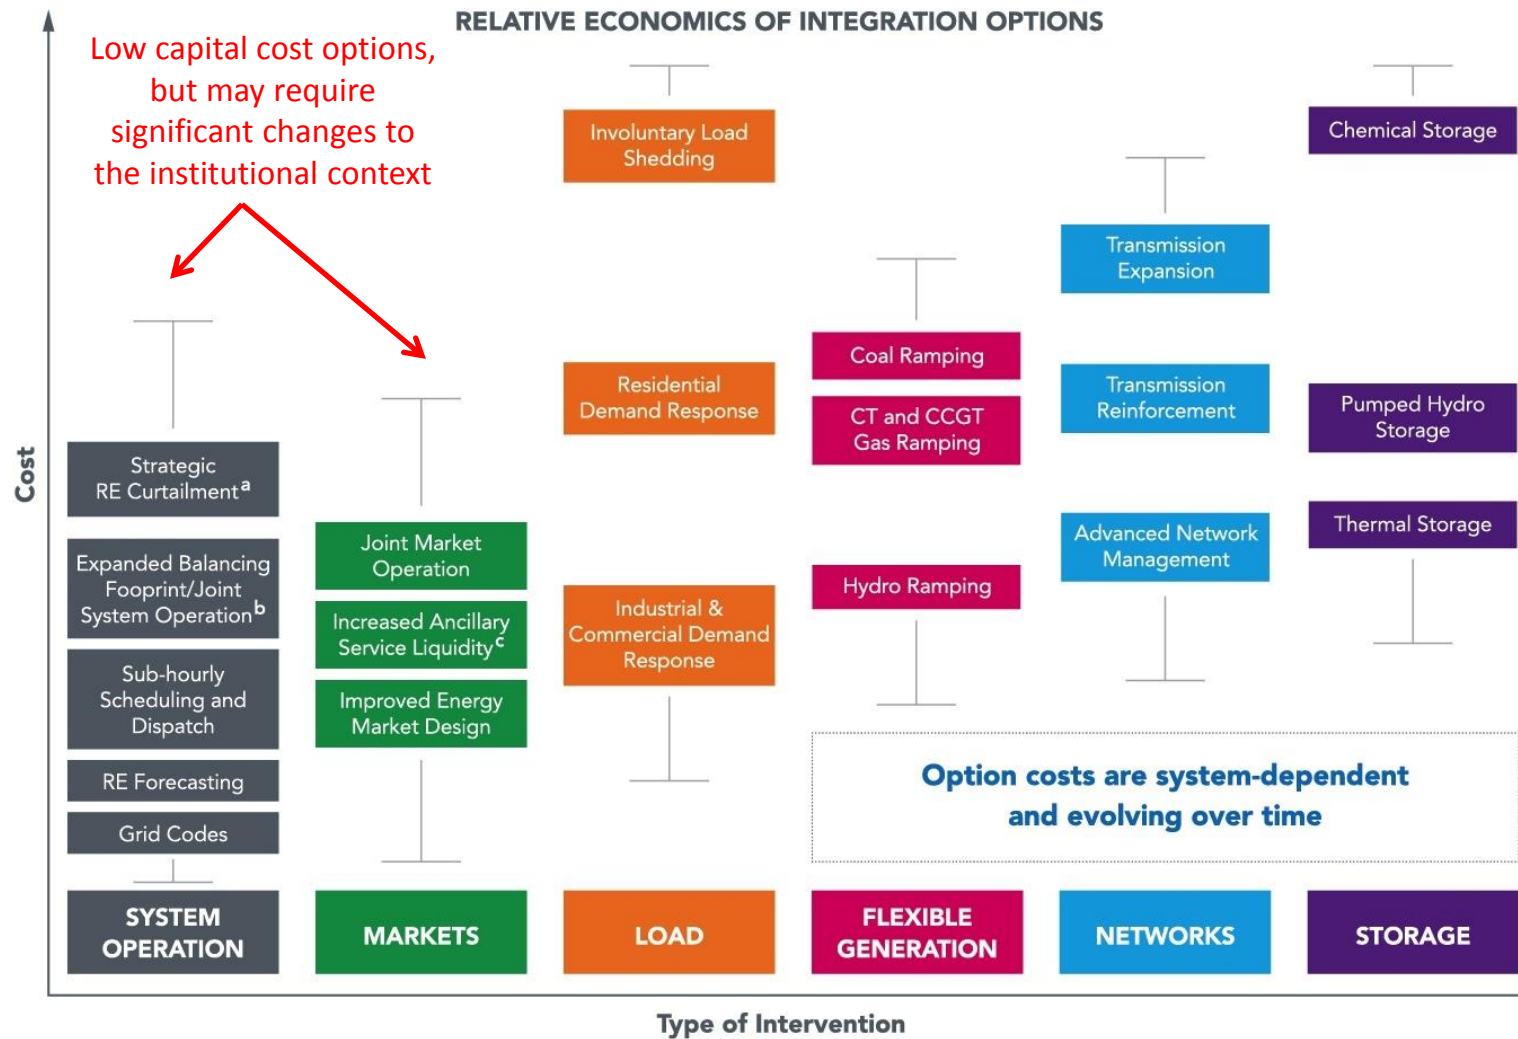 RELATIVE ECONOMICS OF INTEGRATION OPTIONS
Low capital cost options,
but may require
significant changes to
the institutional context
Cost
Strategic
RE Curtailmentᵃ
Expanded Balancing
Fooprint/Joint
System Operationᵇ
Sub-hourly
Scheduling and
Dispatch
RE Forecasting
Grid Codes
SYSTEM
OPERATION
Joint Market
Operation
Increased Ancillary
Service Liquidityᶜ
Improved Energy
Market Design
MARKETS
Involuntary Load
Shedding
Residential
Demand Response
Industrial &
Commercial Demand
Response
LOAD
Coal Ramping
CT and CCGT
Gas Ramping
Hydro Ramping
FLEXIBLE
GENERATION
Transmission
Expansion
Transmission
Reinforcement
Advanced Network
Management
NETWORKS
Chemical Storage
Pumped Hydro
Storage
Thermal Storage
STORAGE
Option costs are system-dependent
and evolving over time
Type of Intervention